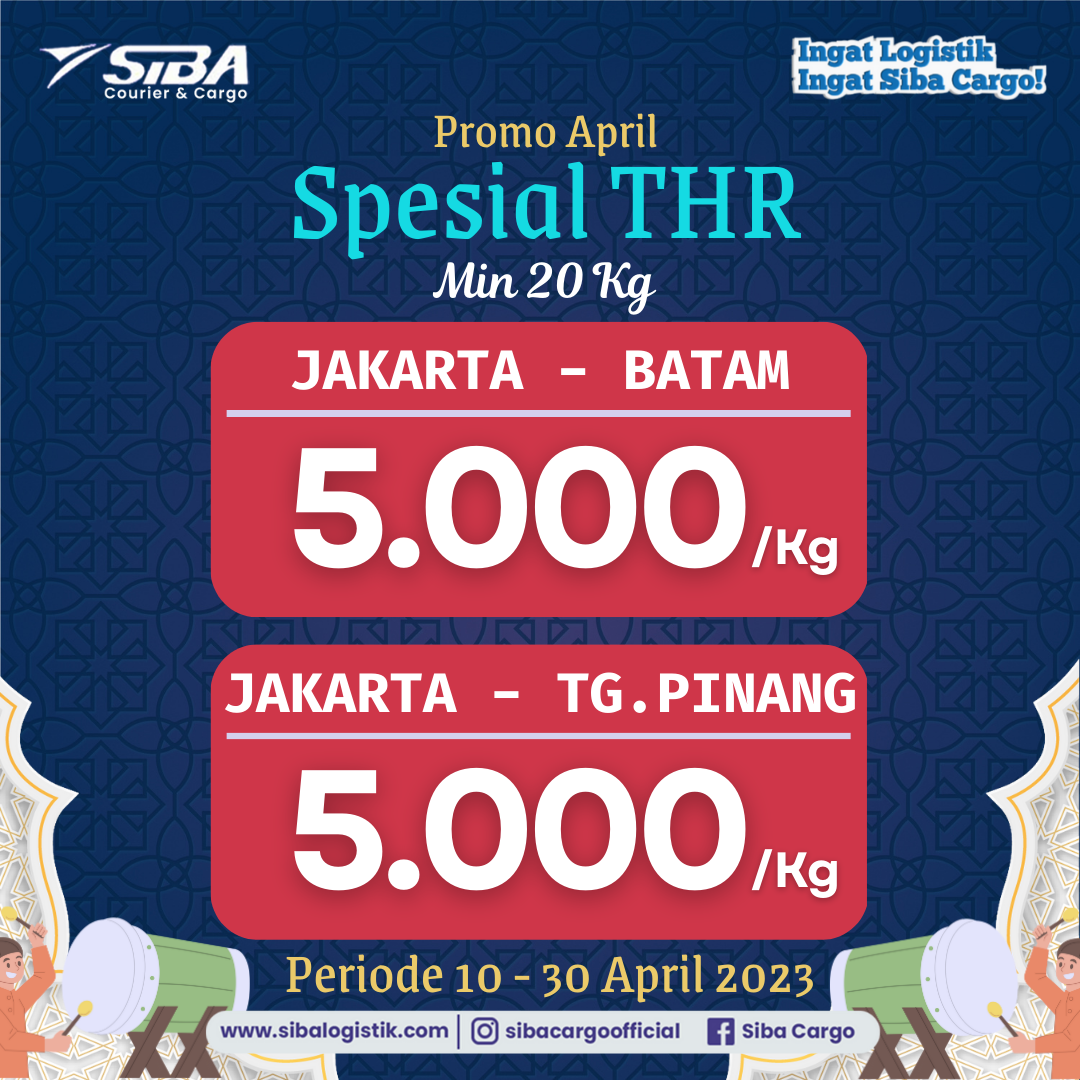 SIBA
Courier & Cargo
Ingat Logistik
Ingat Siba Cargo!
Promo April
Spesial THR
Min 20 Kg
JAKARTA - BATAM
5.000/Kg
JAKARTA - TG.PINANG
5.000/Kg
Periode 10 - 30 April 2023
www.sibalogistik.com | sibacargoofficial Siba Cargo